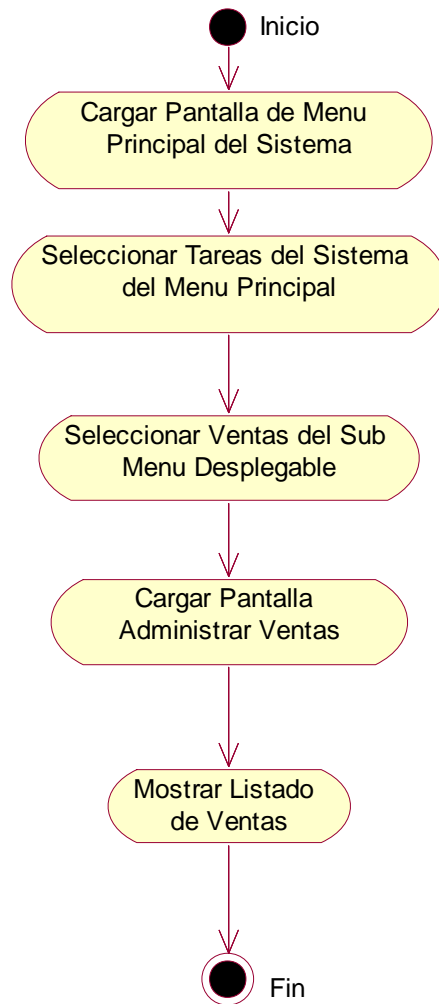 Inicio
Cargar Pantalla de Menu
Principal del Sistema
Seleccionar Tareas del Sistema
del Menu Principal
Seleccionar Ventas del Sub
Menu Desplegable
Cargar Pantalla
Administrar Ventas
Mostrar Listado
de Ventas
Fin